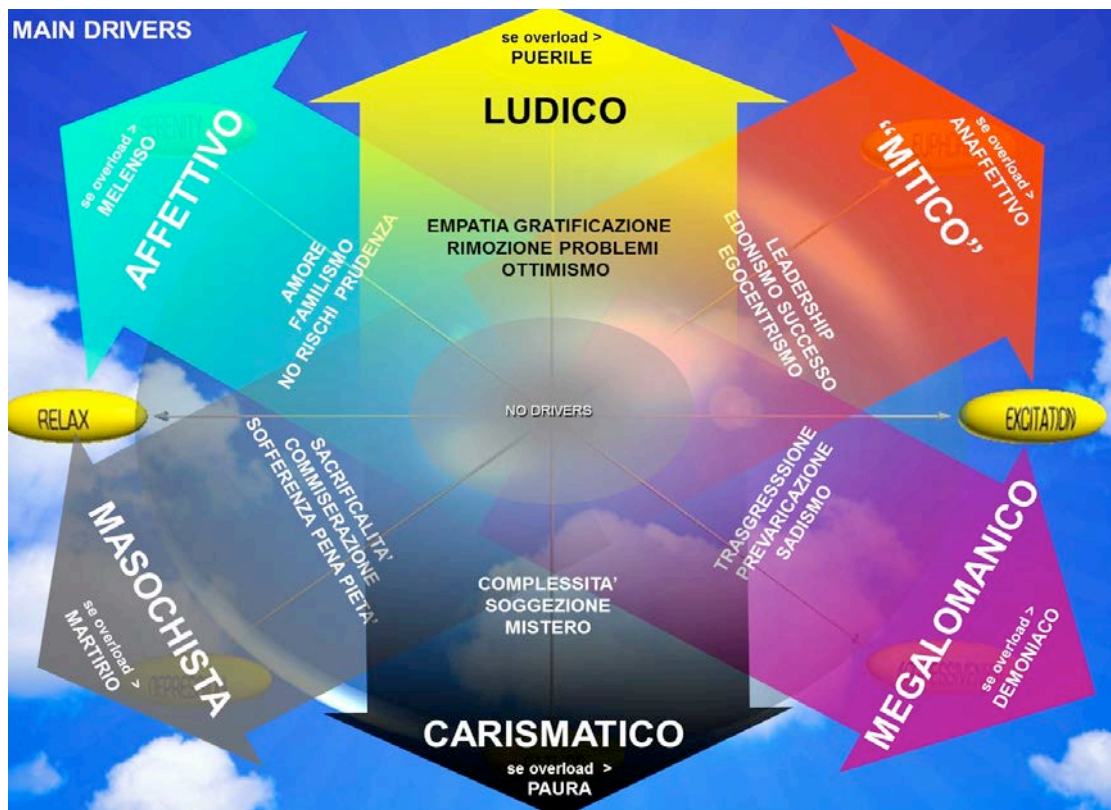 MAIN DRIVERS
se overload >
PUERILE
LUDICO
se overload >
MELENSO
AFFETTIVO
se overload >
ANAFFETTIVO
“MITICO”
EUPHORIA
EMPATIA GRATIFICAZIONE
RIMOZIONE PROBLEMI
OTTIMISMO
AMORE
FAMILISMO
NO RISCHI PRUDENZA
LEADERSHIP
EDONISMO SUCCESSO
EGOCENTRISMO
RELAX
NO DRIVERS
EXCITATION
SACRIFICALITA’
COMMISERAZIONE
SOFFERENZA PENA PIETA’
TRASGRESSSIONE
PREVARICAZIONE
SADISMO
COMPLESSITA’
SOGGEZIONE
MISTERO
MASOCHISTA
se overload >
MARTIRIO
MEGALOMANICO
se overload >
DEMONIACO
CARISMATICO
se overload >
PAURA